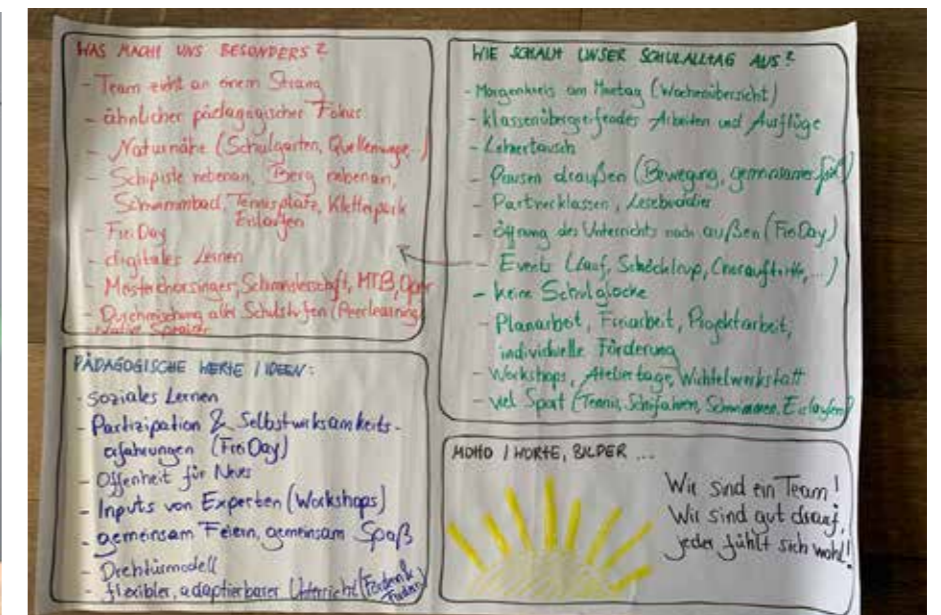 WAS MACHT UNS BESONDERS?
- Team zieht an einem Strang
- ähnlicher pädagogischer Fokus
- Naturnähe (Schulgarten, Quellenwege..)
- Schipiste nebenan, Berg nebenan,
Schwimmbad, Tennisplatz, Kletterpark
Eislaufen
- FreiDay
- digitales Lernen
- Meisterchorsinger, MTB,
- Durchmischung aller Schulstufen (Peerlearning)
- Native Speaker
WIE SCHAUT UNSER SCHULALLTAG AUS?
- Morgenkreis am Montag (Wochenübersicht)
- klassenübergreifendes Arbeiten und Ausflüge
- Lehrertausch
- Pausen draußen (Bewegung, gemeinsames Spiel)
- Partnerklassen, Lesebuddies
- Öffnung des Unterrichts nach außen (FreiDay)
- Events (Lauf, Schöcklcup, Chorauftritte, ...)
- keine Schulglocke
- Planarbeit, Freiarbeit, Projektarbeit,
individuelle Förderung
- Workshops, Ateliertage, Wichtelwerkstatt
- viel Sport (Tennis, Schifahren, Schwimmen, Eislaufen)
PÄDAGOGISCHE WERTE / IDEEN:
- soziales Lernen
- Partizipation & Selbstwirksamkeits-
erfahrungen (FreiDay)
- Offenheit für Neues
- Inputs von Experten (Workshops)
- gemeinsam Feiern, gemeinsam Spaß
- Drehtürmodell
- flexibler, adaptierbarer Unterricht (Fördern &
Fordern)
MOTTO / WORTE, BILDER ...
Wir sind ein Team!
Wir sind gut drauf,
jeder fühlt sich wohl!